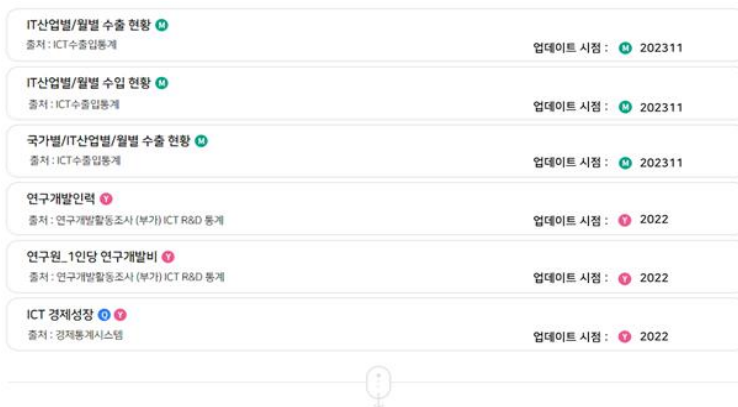 IT산업별/월별 수출 현황 M
출처 : ICT수출입통계
업데이트 시점 : M 202311
IT산업별/월별 수입 현황 M
출처 : ICT수출입통계
업데이트 시점 : M 202311
국가별/IT산업별/월별 수출 현황 M
출처 : ICT수출입통계
업데이트 시점 : M 202311
연구개발인력 Y
출처 : 연구개발활동조사 (부가) ICT R&D 통계
업데이트 시점 : Y 2022
연구원_1인당 연구개발비 Y
출처 : 연구개발활동조사 (부가) ICT R&D 통계
업데이트 시점 : Y 2022
ICT 경제성장 Q Y
출처 : 경제통계시스템
업데이트 시점 : Y 2022